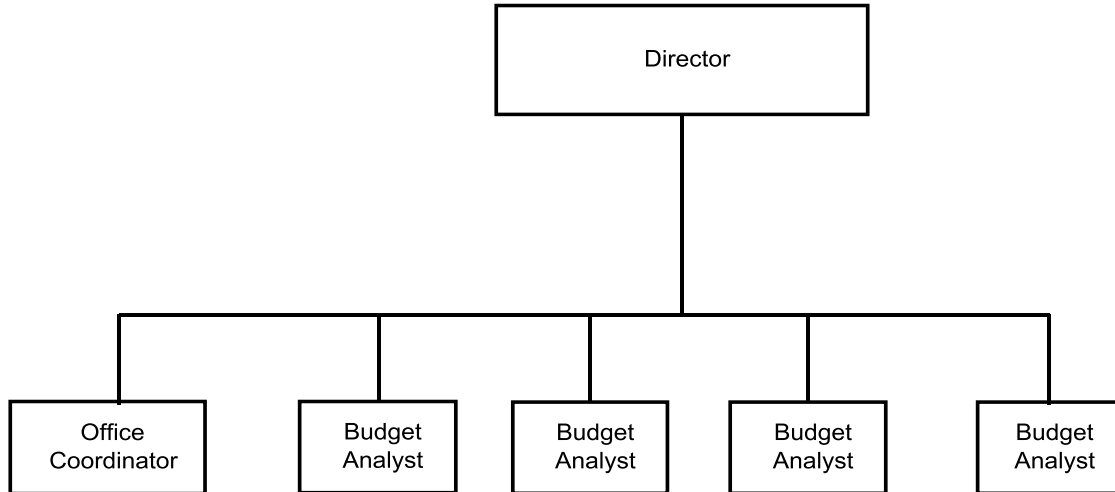 Director
Office
Coordinator
Budget
Analyst
Budget
Analyst
Budget
Analyst
Budget
Analyst